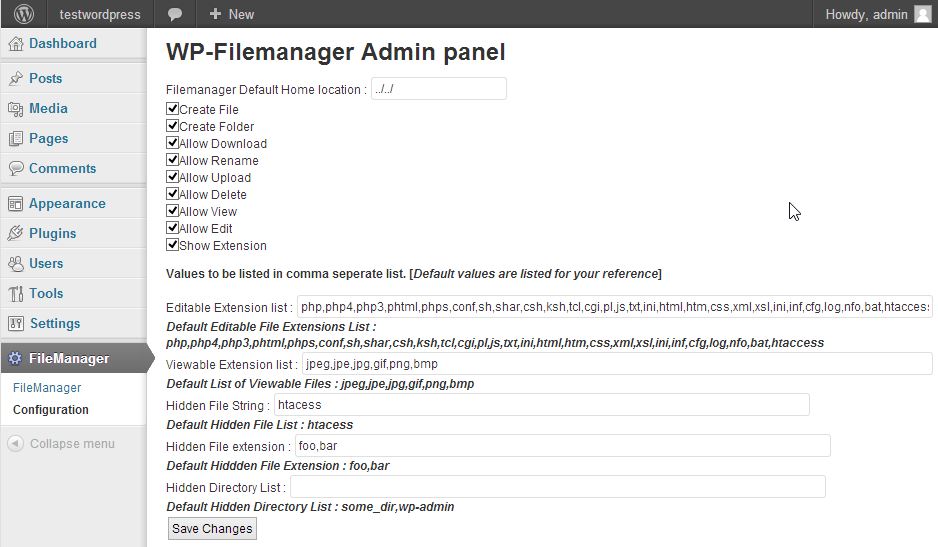 testwordpress + New Howdy, admin
Dashboard
Posts
Media
Pages
Comments
Appearance
Plugins
Users
Tools
Settings
FileManager
FileManager
Configuration
Collapse menu
WP-Filemanager Admin panel
Filemanager Default Home location : ../../
Create File
Create Folder
Allow Download
Allow Rename
Allow Upload
Allow Delete
Allow View
Allow Edit
Show Extension
Values to be listed in comma seperate list. [Default values are listed for your reference]
Editable Extension list : php,php4,php3,phtml,phps,conf,sh,shar,csh,ksh,tcl,cgi,pl,js,txt,ini,html,htm,css,xml,xsl,ini,inf,cfg,log,nfo,bat,htaccess
Default Editable File Extensions List :
php,php4,php3,phtml,phps,conf,sh,shar,csh,ksh,tcl,cgi,pl,js,txt,ini,html,htm,css,xml,xsl,ini,inf,cfg,log,nfo,bat,htaccess
Viewable Extension list : jpeg,jpe,jpg,gif,png,bmp
Default List of Viewable Files : jpeg,jpe,jpg,gif,png,bmp
Hidden File String : htacess
Default Hidden File List : htacess
Hidden File extension : foo,bar
Default Hiddden File Extension : foo,bar
Hidden Directory List :
Default Hidden Directory List : some_dir,wp-admin
Save Changes